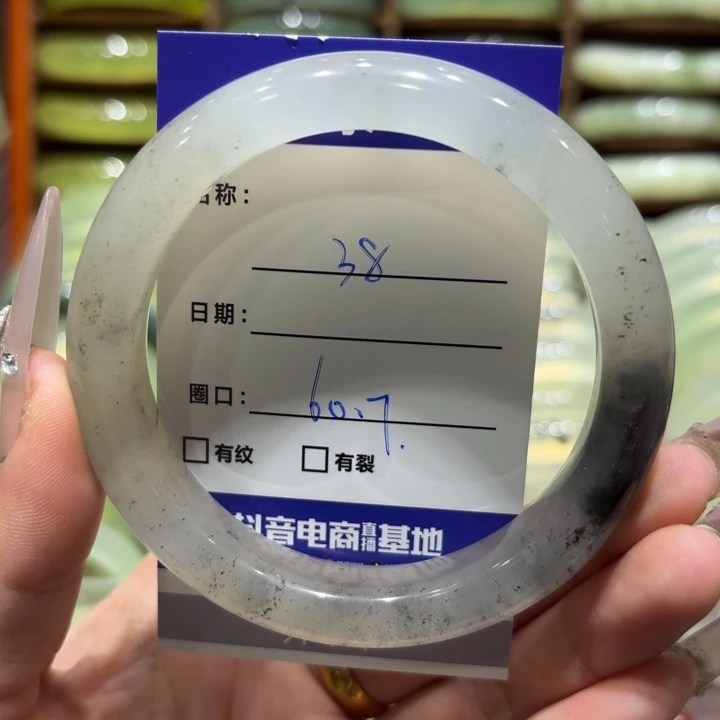 名称:
38
日期:
圈口: 60.7.
□有纹 □有裂
抖音电商直播基地